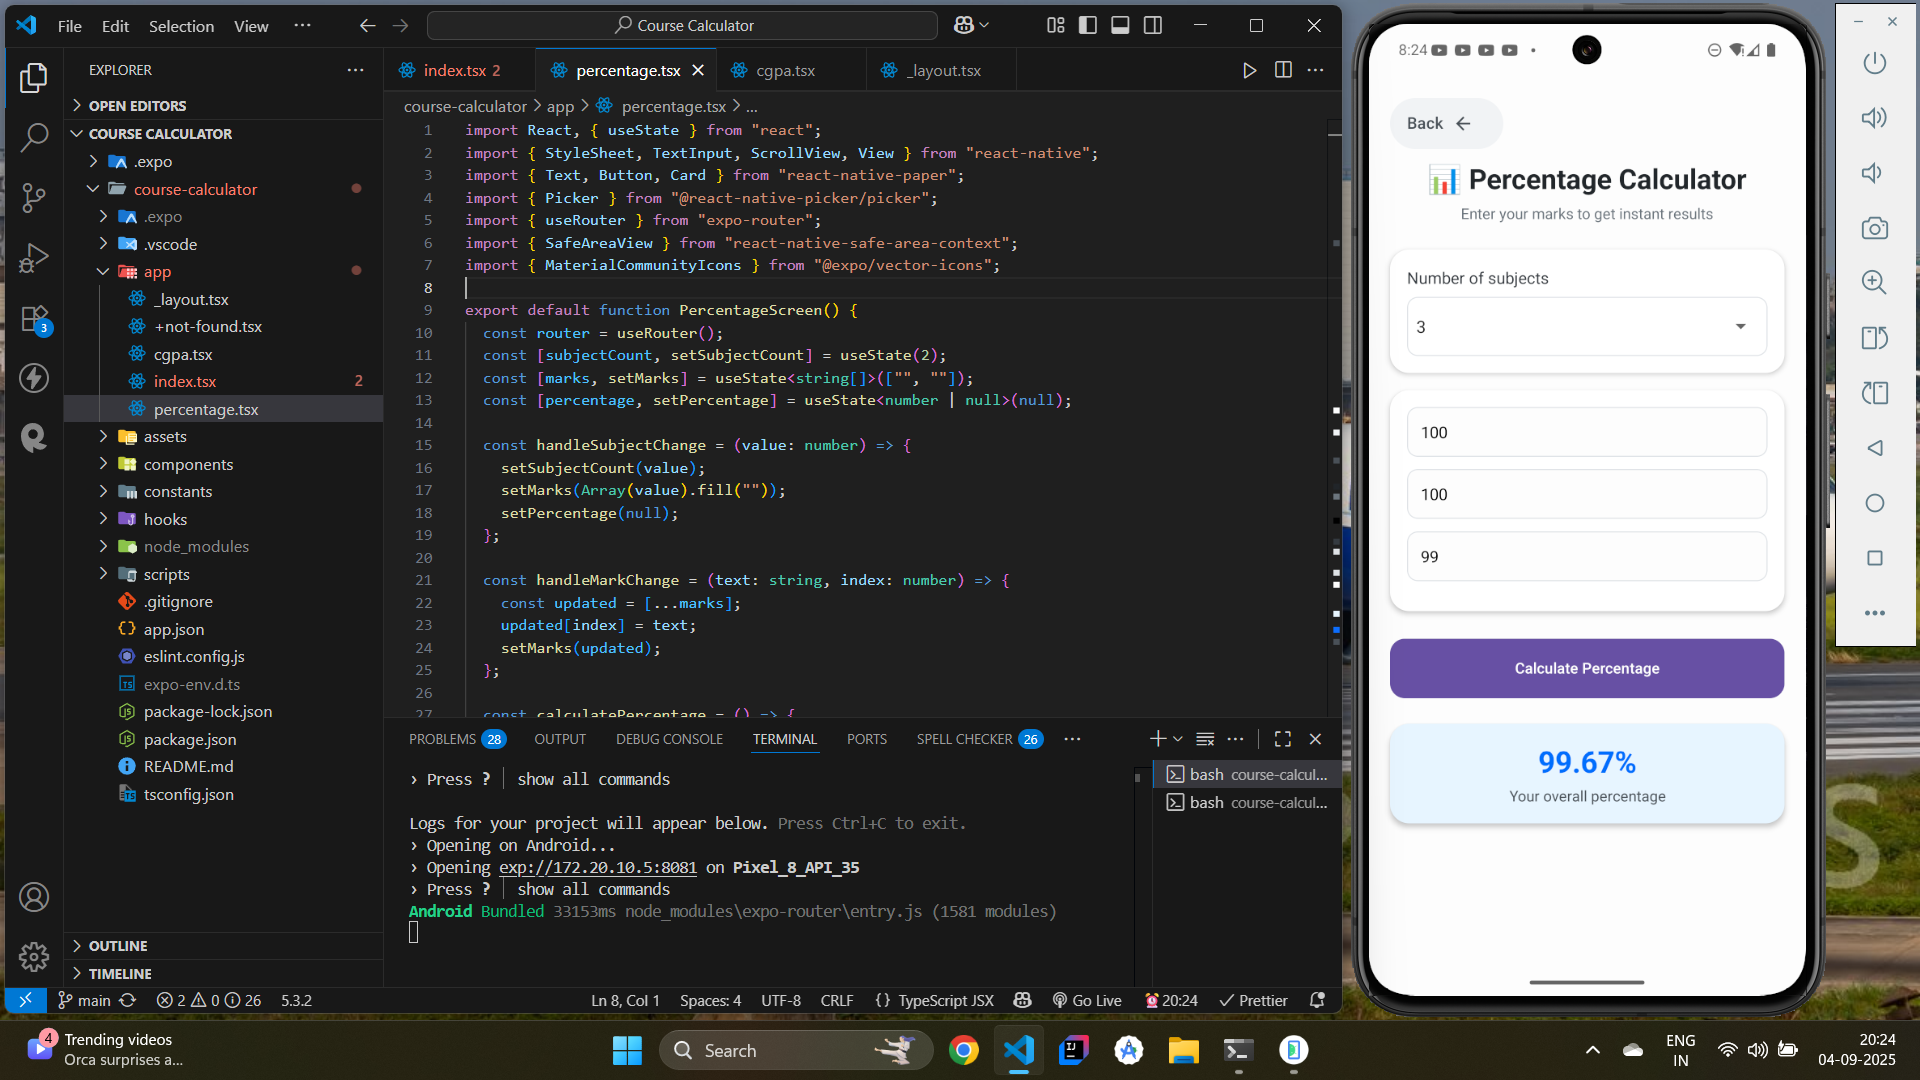 File Edit Selection View ··· Course Calculator
EXPLORER
OPEN EDITORS
COURSE CALCULATOR
.expo
course-calculator
.expo
.vscode
app
_layout.tsx
+not-found.tsx
cgpa.tsx
index.tsx 2
percentage.tsx
assets
components
constants
hooks
node_modules
scripts
.gitignore
app.json
eslint.config.js
expo-env.d.ts
package-lock.json
package.json
README.md
tsconfig.json
OUTLINE
TIMELINE
3
index.tsx 2 percentage.tsx cgpa.tsx _layout.tsx
course-calculator > app > percentage.tsx > ...
1 import React, { useState } from "react";
2 import { StyleSheet, TextInput, ScrollView, View } from "react-native";
3 import { Text, Button, Card } from "react-native-paper";
4 import { Picker } from "@react-native-picker/picker";
5 import { useRouter } from "expo-router";
6 import { SafeAreaView } from "react-native-safe-area-context";
7 import { MaterialCommunityIcons } from "@expo/vector-icons";
8
9 export default function PercentageScreen() {
10 const router = useRouter();
11 const [subjectCount, setSubjectCount] = useState(2);
12 const [marks, setMarks] = useState<string[]>(["", ""]);
13 const [percentage, setPercentage] = useState<number | null>(null);
14
15 const handleSubjectChange = (value: number) => {
16 setSubjectCount(value);
17 setMarks(Array(value).fill(""));
18 setPercentage(null);
19 };
20
21 const handleMarkChange = (text: string, index: number) => {
22 const updated = [...marks];
23 updated[index] = text;
24 setMarks(updated);
25 };
26
27 const calculatePercentage = () => {
PROBLEMS 28 OUTPUT DEBUG CONSOLE TERMINAL PORTS SPELL CHECKER 26 ···
› Press ? │ show all commands
Logs for your project will appear below. Press Ctrl+C to exit.
› Opening on Android...
› Opening exp://172.20.10.5:8081 on Pixel_8_API_35
› Press ? │ show all commands
Android Bundled 33153ms node_modules\expo-router\entry.js (1581 modules)
bash course-calcul...
bash course-calcul...
main 2 0 26 5.3.2 Ln 8, Col 1 Spaces: 4 UTF-8 CRLF {} TypeScript JSX Go Live 20:24 Prettier
8:24
Back
Percentage Calculator
Enter your marks to get instant results
Number of subjects
3
100
100
99
Calculate Percentage
99.67%
Your overall percentage
4
Trending videos
Orca surprises a...
Search
ENG
IN
20:24
04-09-2025